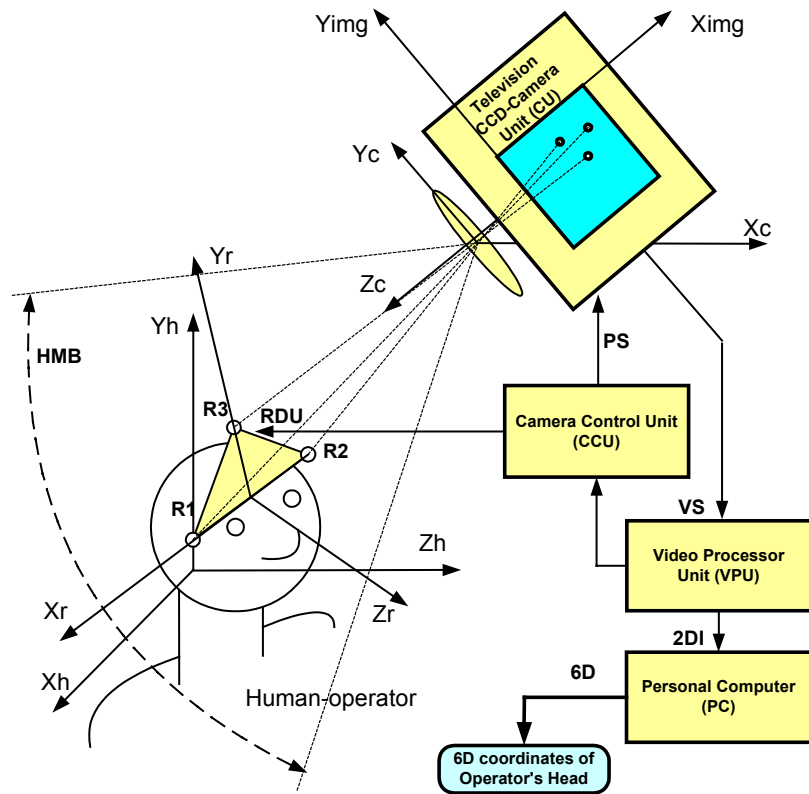 Yimg
Ximg
Television
CCD-Camera
Unit (CU)
Yc
Xc
Yr
Zc
Yh
HMB
PS
R3
RDU
Camera Control Unit
(CCU)
R2
R1
VS
Zh
Video Processor
Unit (VPU)
Xr
Zr
2DI
Xh
6D
Human-operator
Personal Computer
(PC)
6D coordinates of
Operator's Head